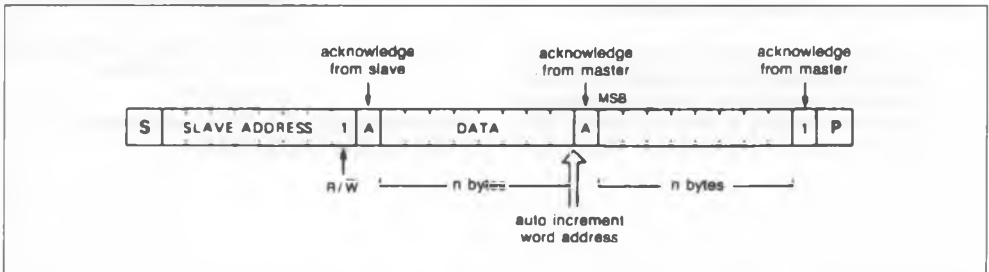 acknowledge
from slave
acknowledge
from master
acknowledge
from master
MSB
S SLAVE ADDRESS 1 A DATA A 1 P
R/W̅
n bytes
n bytes
auto increment
word address